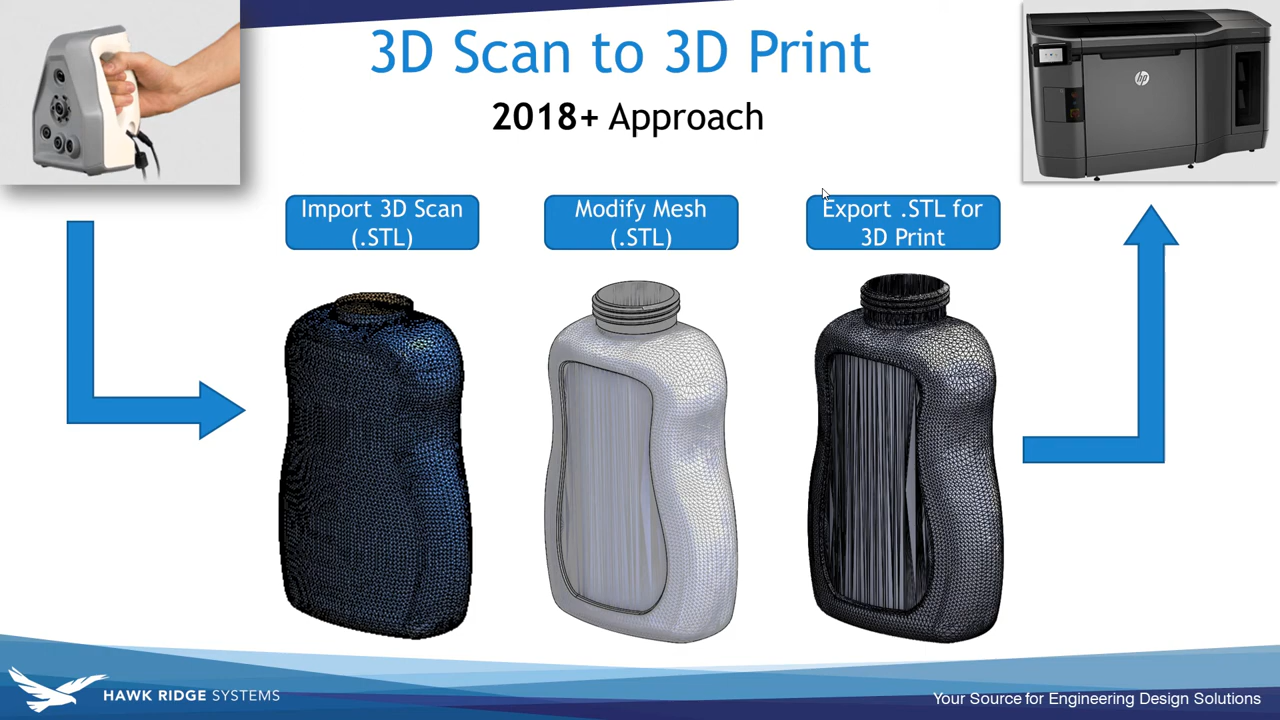 3D Scan to 3D Print
2018+ Approach
hp
Import 3D Scan
(.STL)
Modify Mesh
(.STL)
Export .STL for
3D Print
HAWK RIDGE SYSTEMS
Your Source for Engineering Design Solutions